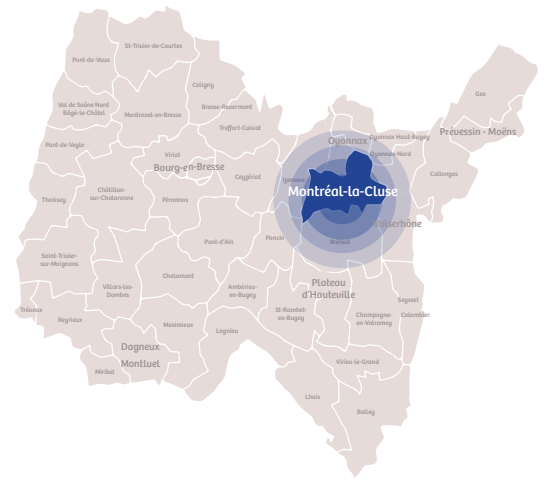 St-Trivier-de-Courtes
Pont-de-Vaux
Coligny
Gex
Val de Saône Nord
Bâgé-le-Châtel
Bresse-Revermont
Montrevel-en-Bresse
Treffort-Cuisiat
Prévessin - Moëns
Oyonnax Haut-Bugey
Oyonnax
Pont-de-Veyle
Viriat
Oyonnax-Nord
Bourg-en-Bresse
Collonges
Ceyzériat
Izernore
Montréal-la-Cluse
Châtillon-
sur-Chalaronne
Thoissey
Péronnas
Valserhône
Poncin
Pont-d'Ain
Brénod
Saint-Trivier-
sur-Moignans
Chalamont
Plateau
d'Hauteville
Villars-les-
Dombes
Ambérieu-
en-Bugey
Seyssel
Trévoux
St-Rambert-
en-Bugey
Champagne-
en-Valromey
Culambier
Reyrieux
Meximieux
Lagnieu
Dagneux
Montluel
Virieu-le-Grand
Miribel
Lhuis
Belley